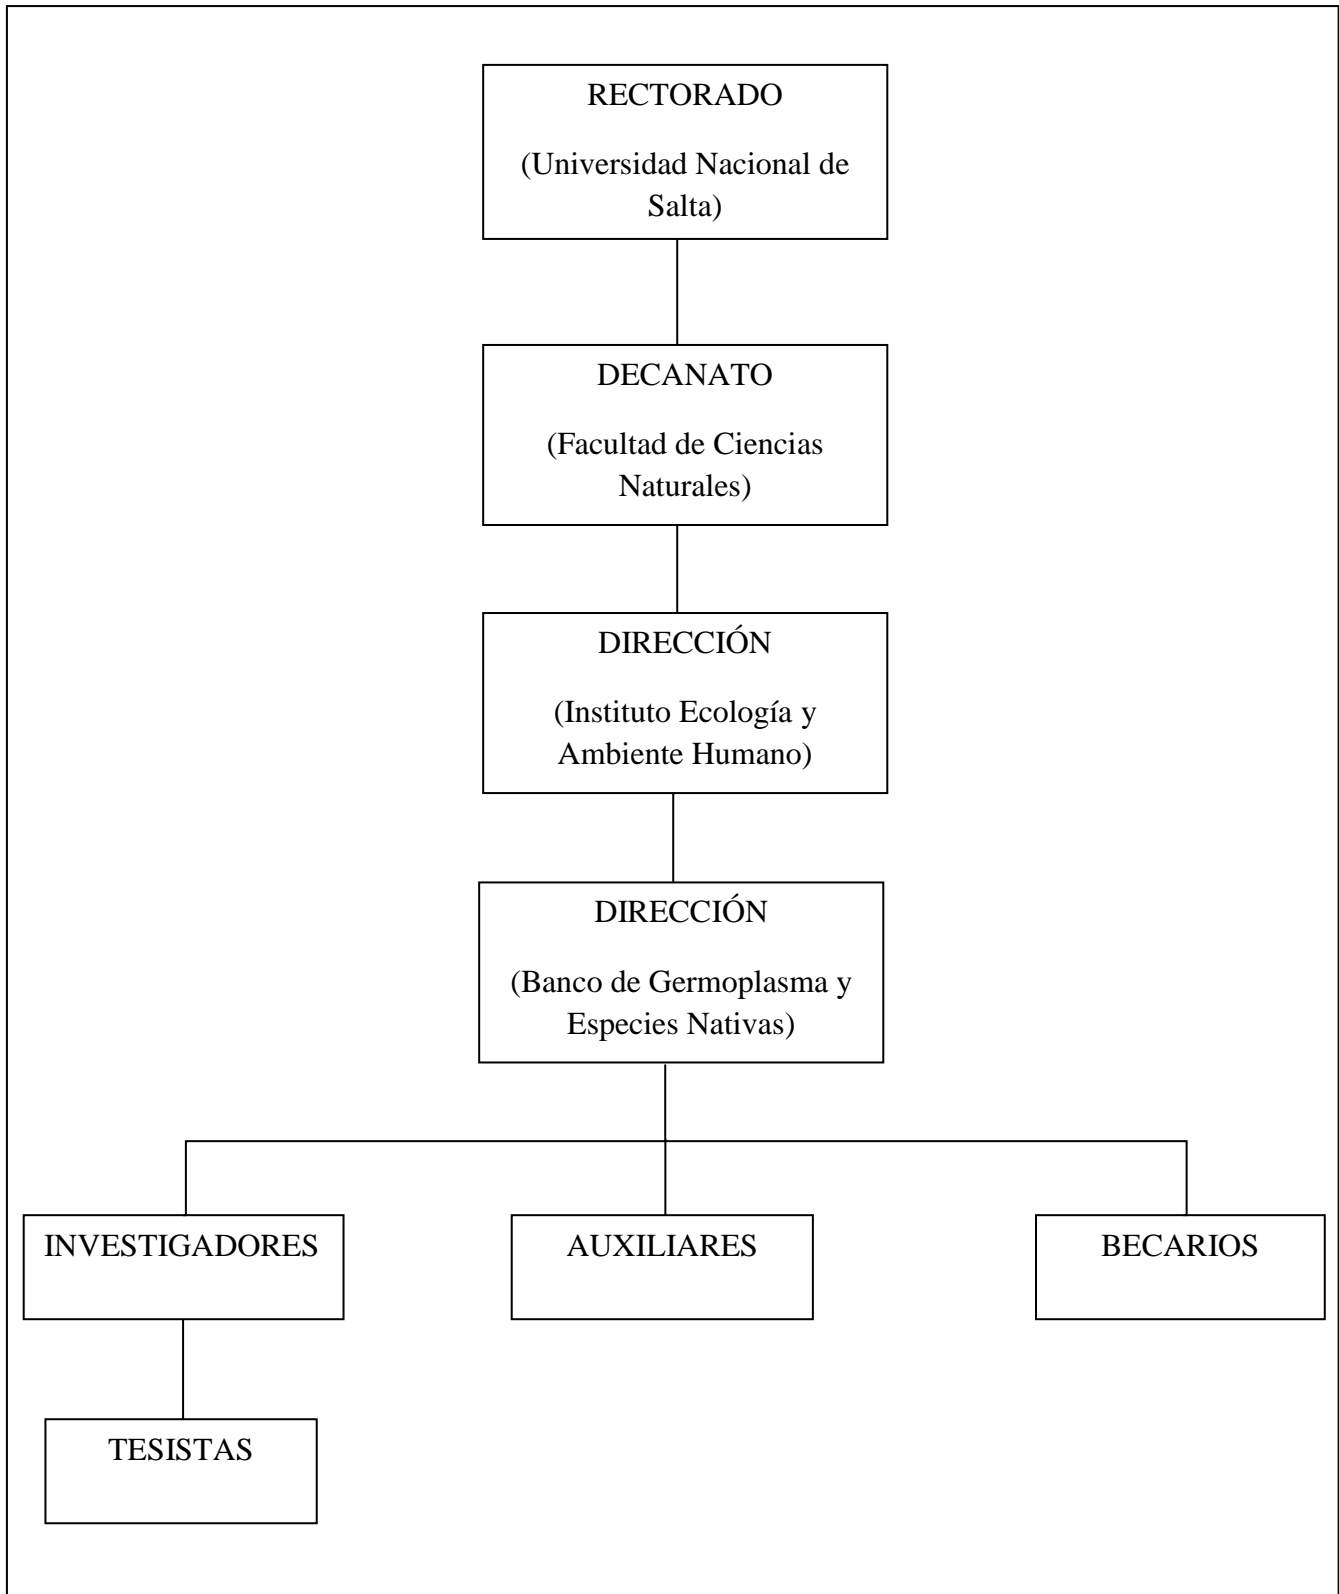 RECTORADO
(Universidad Nacional de
Salta)
DECANATO
(Facultad de Ciencias
Naturales)
DIRECCIÓN
(Instituto Ecología y
Ambiente Humano)
DIRECCIÓN
(Banco de Germoplasma y
Especies Nativas)
INVESTIGADORES
AUXILIARES
BECARIOS
TESISTAS